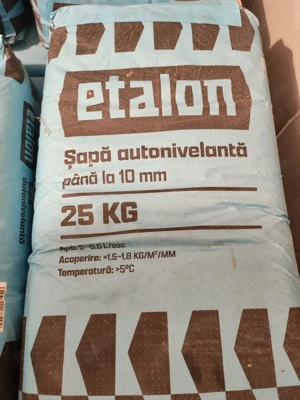 etalon
Șapă autonivelantă
până la 10 mm
25 KG
Apă: 5-5,5 L/sac
Acoperire: ≈1,5-1,8 KG/M²/MM
Temperatură: >5°C
etalon
autonivelantă